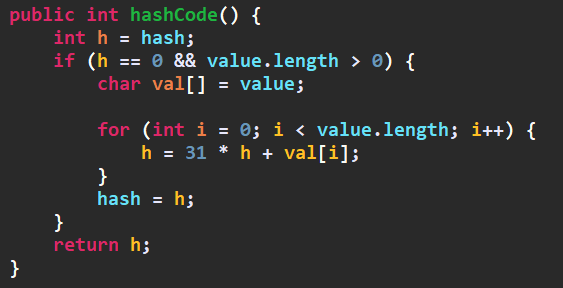 public int hashCode() {
    int h = hash;
    if (h == 0 && value.length > 0) {
        char val[] = value;

        for (int i = 0; i < value.length; i++) {
            h = 31 * h + val[i];
        }
        hash = h;
    }
    return h;
}